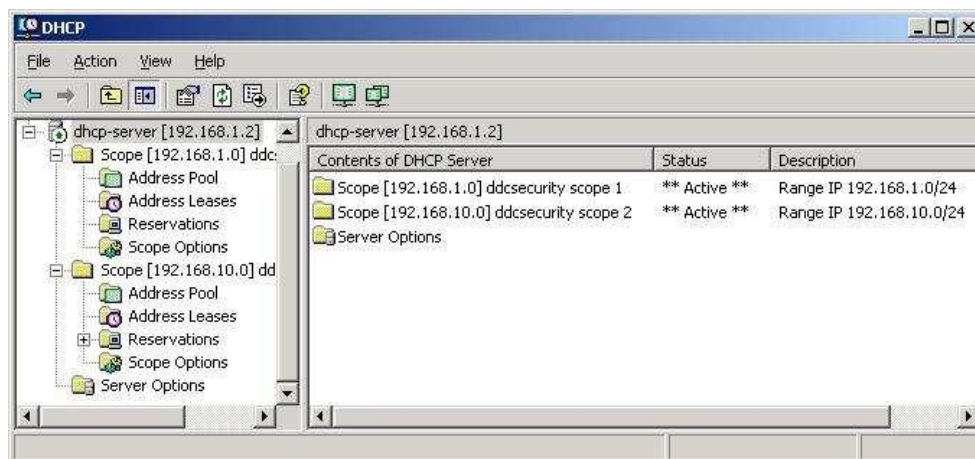 DHCP
File Action View Help
dhcp-server [192.168.1.2]
Scope [192.168.1.0] ddc
Address Pool
Address Leases
Reservations
Scope Options
Scope [192.168.10.0] dd
Address Pool
Address Leases
Reservations
Scope Options
Server Options
dhcp-server [192.168.1.2]
Contents of DHCP Server Status Description
Scope [192.168.1.0] ddcsecurity scope 1 ** Active ** Range IP 192.168.1.0/24
Scope [192.168.10.0] ddcsecurity scope 2 ** Active ** Range IP 192.168.10.0/24
Server Options